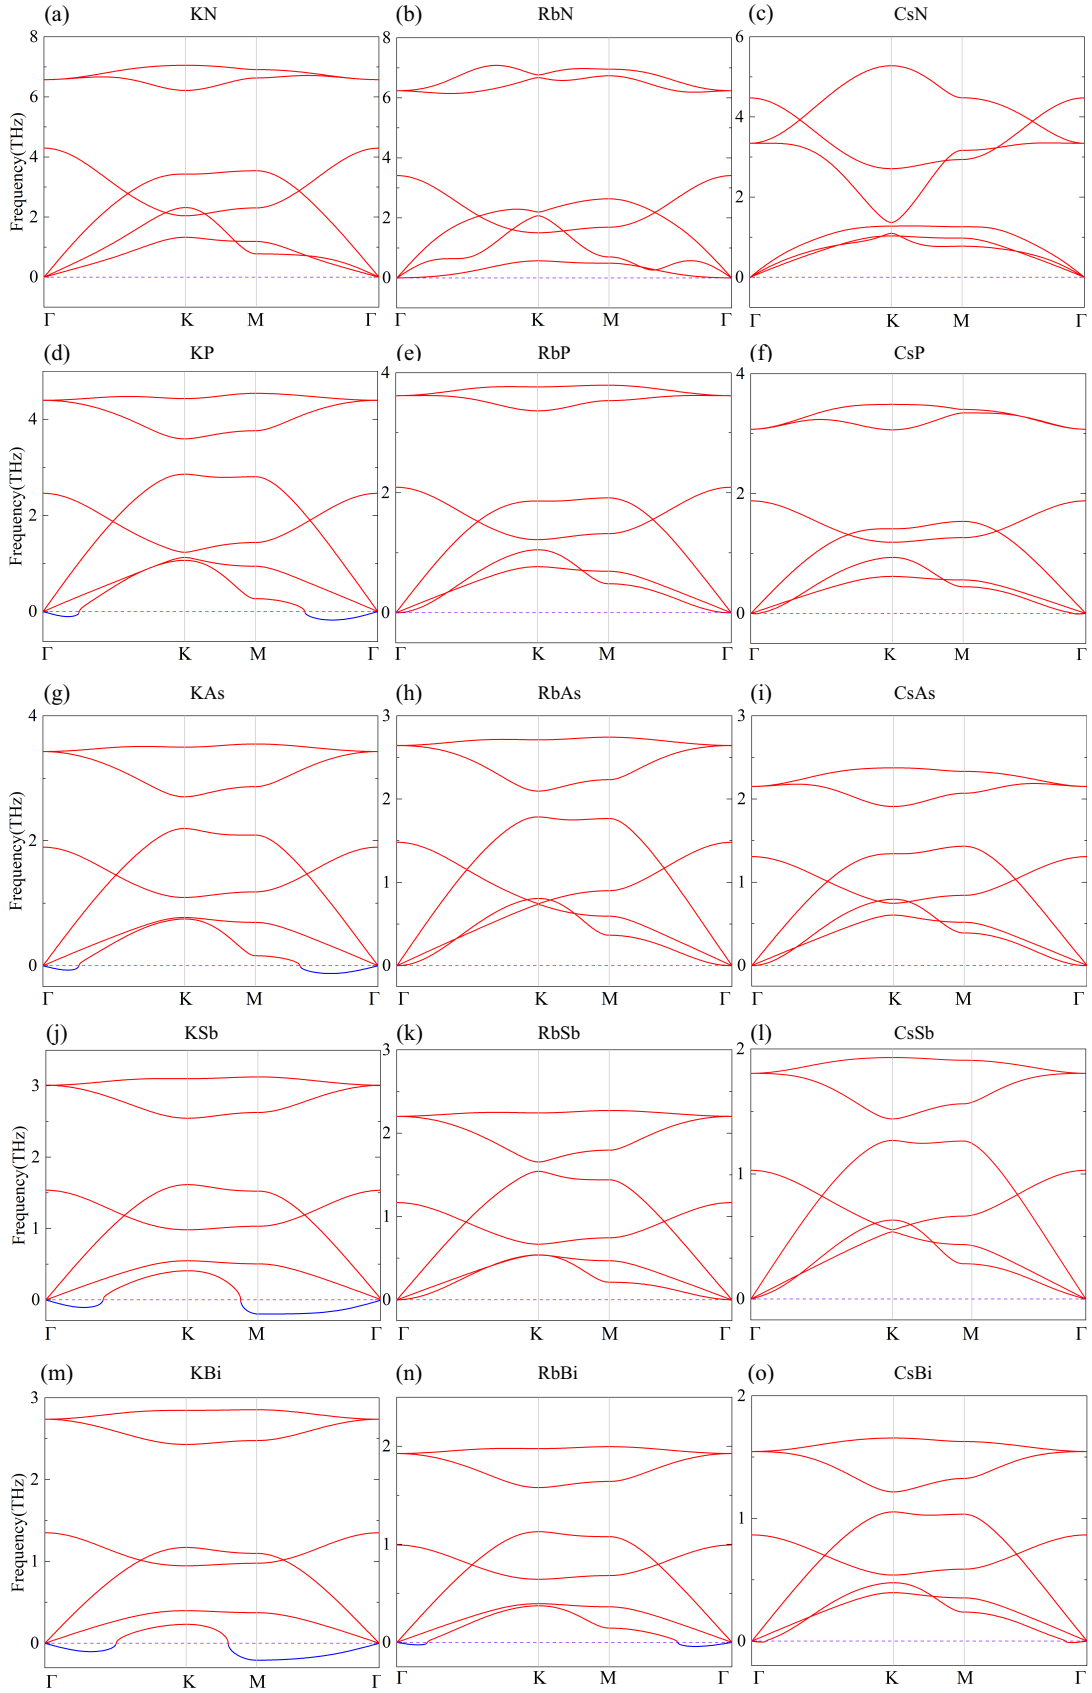 (a) KN (b) RbN (c) CsN
8 8 6
6 6
4
4 4
2
2 2
0 0 0
Frequency(THz)
Γ K M Γ Γ K M Γ Γ K M Γ
(d) KP (e) RbP (f) CsP
4 4
4
2 2
2
0 0 0
Frequency(THz)
Γ K M Γ Γ K M Γ Γ K M Γ
(g) KAs (h) RbAs (i) CsAs
4 3 3
2 2
2
1 1
0 0 0
Frequency(THz)
Γ K M Γ Γ K M Γ Γ K M Γ
(j) KSb (k) RbSb (l) CsSb
3 2
3
2 2
1
1 1
0 0 0
Frequency(THz)
Γ K M Γ Γ K M Γ Γ K M Γ
(m) KBi (n) RbBi (o) CsBi
3 2
2
2
1 1
1
0 0 0
Frequency(THz)
Γ K M Γ Γ K M Γ Γ K M Γ